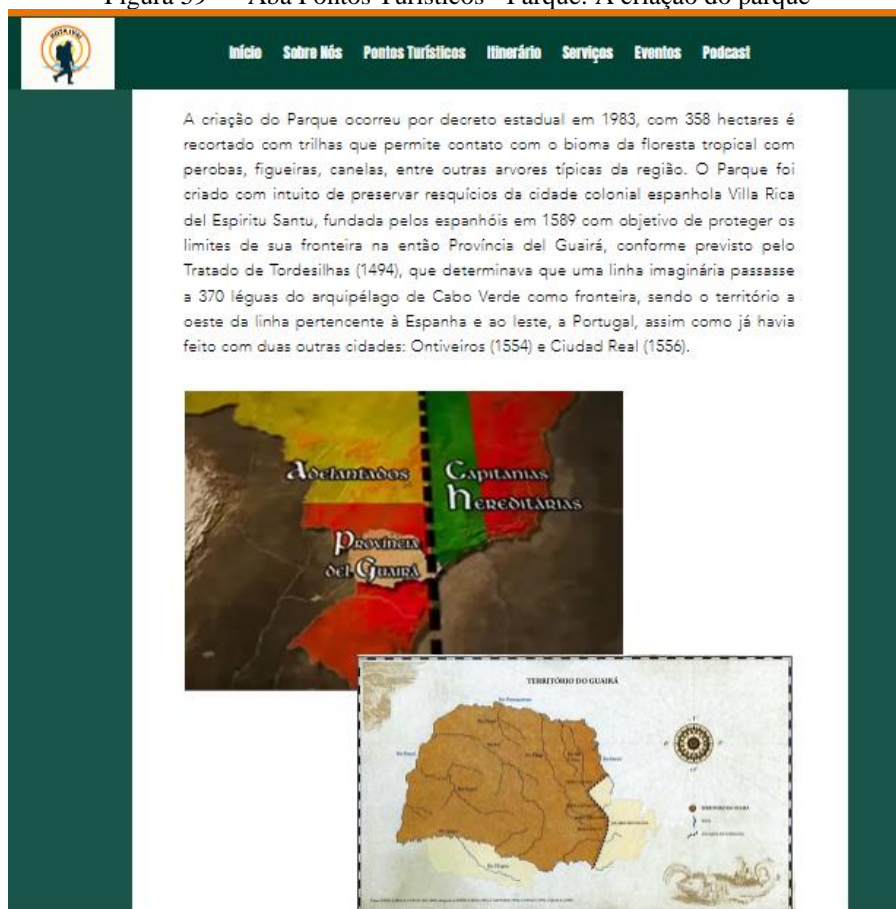 Figura 39 — Aba Pontos Turísticos - Parque: A criação do parque
ROTA IVAÍ
Início Sobre Nós Pontos Turísticos Itinerário Serviços Eventos Podcast
A criação do Parque ocorreu por decreto estadual em 1983, com 358 hectares é
recortado com trilhas que permite contato com o bioma da floresta tropical com
perobas, figueiras, canelas, entre outras arvores típicas da região. O Parque foi
criado com intuito de preservar resquícios da cidade colonial espanhola Villa Rica
del Espiritu Santu, fundada pelos espanhóis em 1589 com objetivo de proteger os
limites de sua fronteira na então Província del Guairá, conforme previsto pelo
Tratado de Tordesilhas (1494), que determinava que uma linha imaginária passasse
a 370 léguas do arquipélago de Cabo Verde como fronteira, sendo o território a
oeste da linha pertencente à Espanha e ao leste, a Portugal, assim como já havia
feito com duas outras cidades: Ontiveiros (1554) e Ciudad Real (1556).
Adelantados
Capitanias
Hereditárias
Província
del Guairá
TERRITÓRIO DO GUAIRÁ